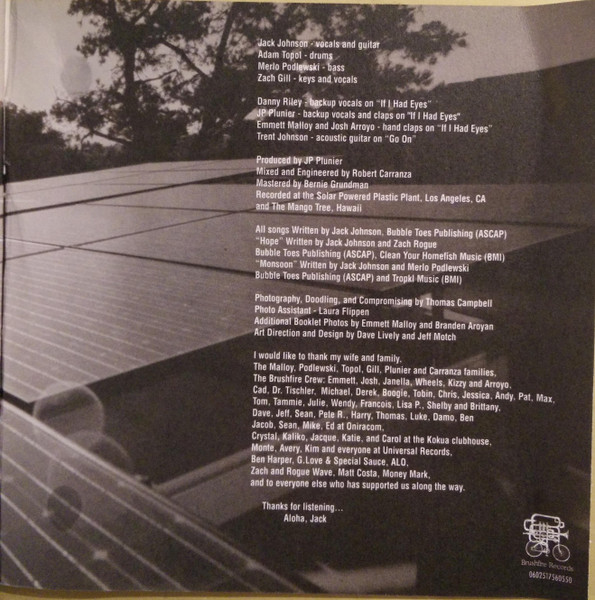 Jack Johnson - vocals and guitar
Adam Topol - drums
Merlo Podlewski - bass
Zach Gill - keys and vocals
Danny Riley - backup vocals on "If I Had Eyes"
JP Plunier - backup vocals and claps on "If I Had Eyes"
Emmett Malloy and Josh Arroyo - hand claps on "If I Had Eyes"
Trent Johnson - acoustic guitar on "Go On"
Produced by JP Plunier
Mixed and Engineered by Robert Carranza
Mastered by Bernie Grundman
Recorded at the Solar Powered Plastic Plant, Los Angeles, CA
and The Mango Tree, Hawaii
All songs Written by Jack Johnson, Bubble Toes Publishing (ASCAP)
"Hope" Written by Jack Johnson and Zach Rogue
Bubble Toes Publishing (ASCAP), Clean Your Homefish Music (BMI)
"Monsoon" Written by Jack Johnson and Merlo Podlewski
Bubble Toes Publishing (ASCAP) and Tropkl Music (BMI)
Photography, Doodling, and Compromising by Thomas Campbell
Photo Assistant - Laura Flippen
Additional Booklet Photos by Emmett Malloy and Branden Aroyan
Art Direction and Design by Dave Lively and Jeff Motch
I would like to thank my wife and family,
The Malloy, Podlewski, Topol, Gill, Plunier and Carranza families,
The Brushfire Crew: Emmett, Josh, Janella, Wheels, Kizzy and Arroyo,
Cad, Dr. Tischler, Michael, Derek, Boogie, Tobin, Chris, Jessica, Andy, Pat, Max,
Tom, Tammie, Julie, Wendy, Francois, Lisa P., Shelby and Brittany,
Dave, Jeff, Sean, Pete R., Harry, Thomas, Luke, Damo, Ben
Jacob, Sean, Mike, Ed at Oniracom,
Crystal, Kaliko, Jacque, Katie, and Carol at the Kokua clubhouse,
Monte, Avery, Kim and everyone at Universal Records,
Ben Harper, G.Love & Special Sauce, ALO,
Zach and Rogue Wave, Matt Costa, Money Mark,
and to everyone else who has supported us along the way.
Thanks for listening...
Aloha, Jack
Brushfire Records
0602517560550